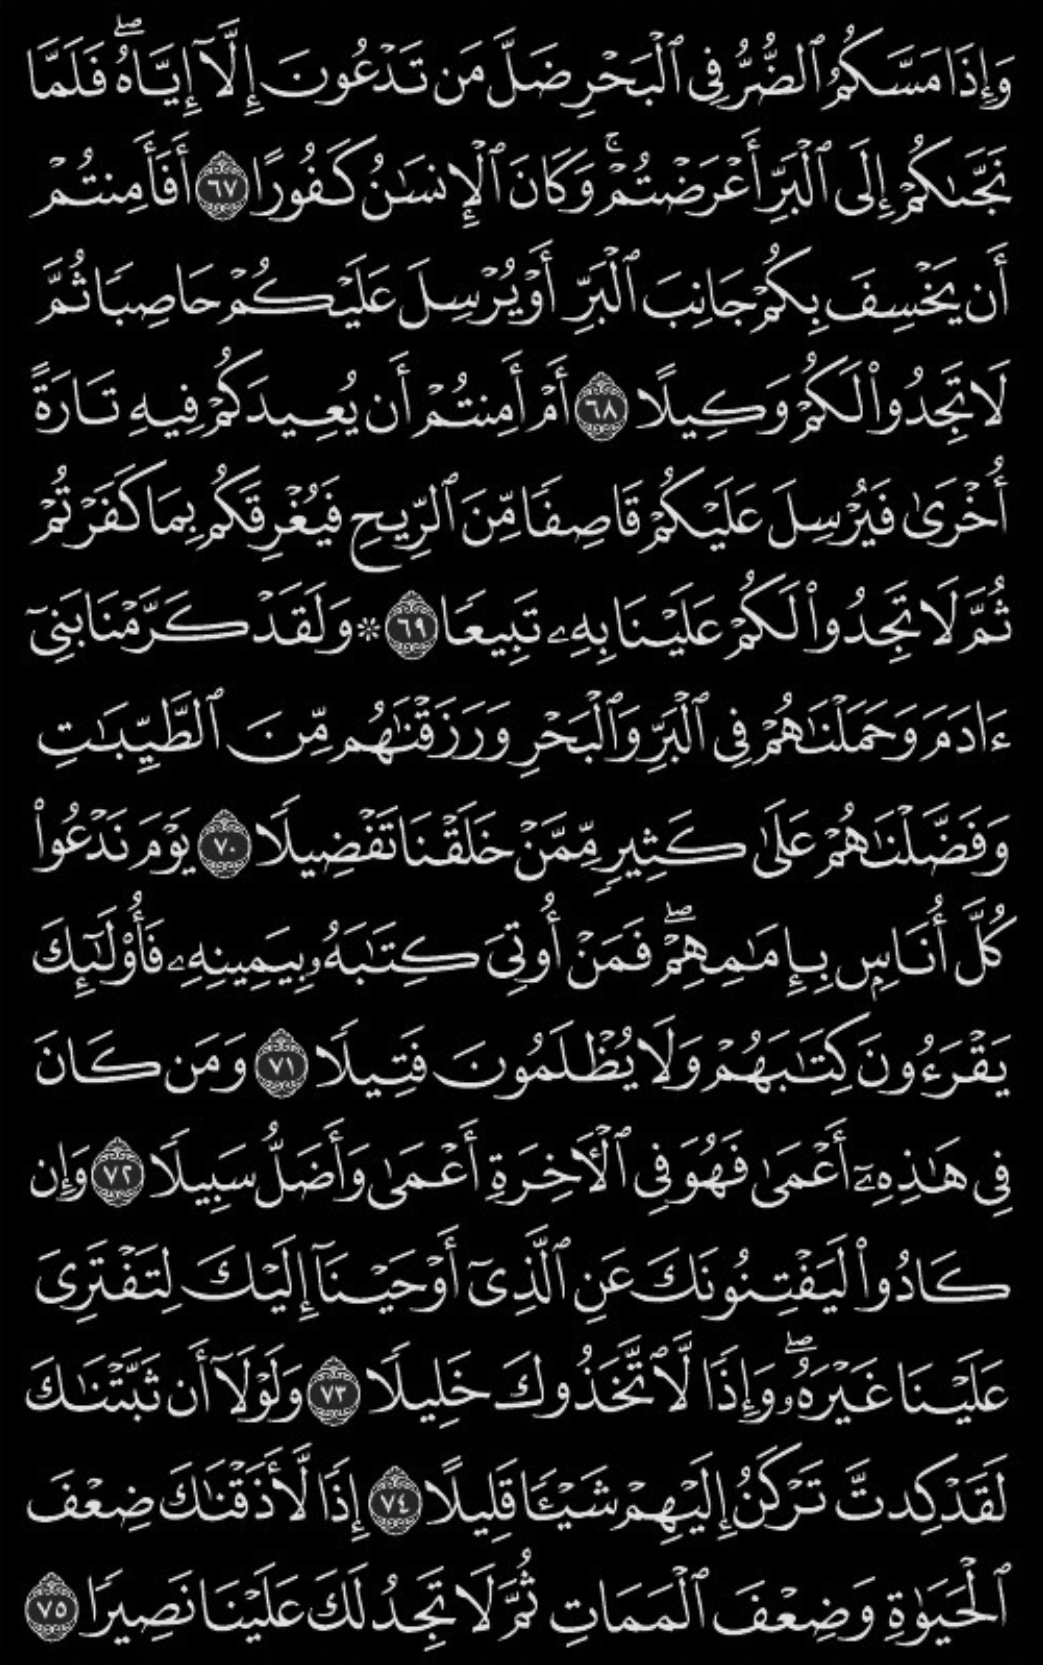 وَإِذَا مَسَّكُمُ ٱلضُّرُّ فِى ٱلۡبَحۡرِ ضَلَّ مَن تَدۡعُونَ إِلَّآ إِيَّاهُۖ فَلَمَّا
نَجَّىٰكُمۡ إِلَى ٱلۡبَرِّ أَعۡرَضۡتُمۡۚ وَكَانَ ٱلۡإِنسَٰنُ كَفُورًا ٦٧ أَفَأَمِنتُمۡ
أَن يَخۡسِفَ بِكُمۡ جَانِبَ ٱلۡبَرِّ أَوۡ يُرۡسِلَ عَلَيۡكُمۡ حَاصِبٗا ثُمَّ
لَا تَجِدُواْ لَكُمۡ وَكِيلًا ٦٨ أَمۡ أَمِنتُمۡ أَن يُعِيدَكُمۡ فِيهِ تَارَةً
أُخۡرَىٰ فَيُرۡسِلَ عَلَيۡكُمۡ قَاصِفٗا مِّنَ ٱلرِّيحِ فَيُغۡرِقَكُم بِمَا كَفَرۡتُمۡ
ثُمَّ لَا تَجِدُواْ لَكُمۡ عَلَيۡنَا بِهِۦ تَبِيعٗا ٦٩ ۞ وَلَقَدۡ كَرَّمۡنَا بَنِىٓ
ءَادَمَ وَحَمَلۡنَٰهُمۡ فِى ٱلۡبَرِّ وَٱلۡبَحۡرِ وَرَزَقۡنَٰهُم مِّنَ ٱلطَّيِّبَٰتِ
وَفَضَّلۡنَٰهُمۡ عَلَىٰ كَثِيرٖ مِّمَّنۡ خَلَقۡنَا تَفۡضِيلٗا ٧٠ يَوۡمَ نَدۡعُواْ
كُلَّ أُنَاسِۭ بِإِمَٰمِهِمۡۖ فَمَنۡ أُوتِىَ كِتَٰبَهُۥ بِيَمِينِهِۦ فَأُوْلَٰٓئِكَ
يَقۡرَءُونَ كِتَٰبَهُمۡ وَلَا يُظۡلَمُونَ فَتِيلٗا ٧١ وَمَن كَانَ
فِى هَٰذِهِۦٓ أَعۡمَىٰ فَهُوَ فِى ٱلۡأٓخِرَةِ أَعۡمَىٰ وَأَضَلُّ سَبِيلٗا ٧٢ وَإِن
كَادُواْ لَيَفۡتِنُونَكَ عَنِ ٱلَّذِىٓ أَوۡحَيۡنَآ إِلَيۡكَ لِتَفۡتَرِىَ
عَلَيۡنَا غَيۡرَهُۥۖ وَإِذٗا لَّٱتَّخَذُوكَ خَلِيلٗا ٧٣ وَلَوۡلَآ أَن ثَبَّتۡنَٰكَ
لَقَدۡ كِدتَّ تَرۡكَنُ إِلَيۡهِمۡ شَيۡـٔٗا قَلِيلًا ٧٤ إِذٗا لَّأَذَقۡنَٰكَ ضِعۡفَ
ٱلۡحَيَوٰةِ وَضِعۡفَ ٱلۡمَمَاتِ ثُمَّ لَا تَجِدُ لَكَ عَلَيۡنَا نَصِيرٗا ٧٥